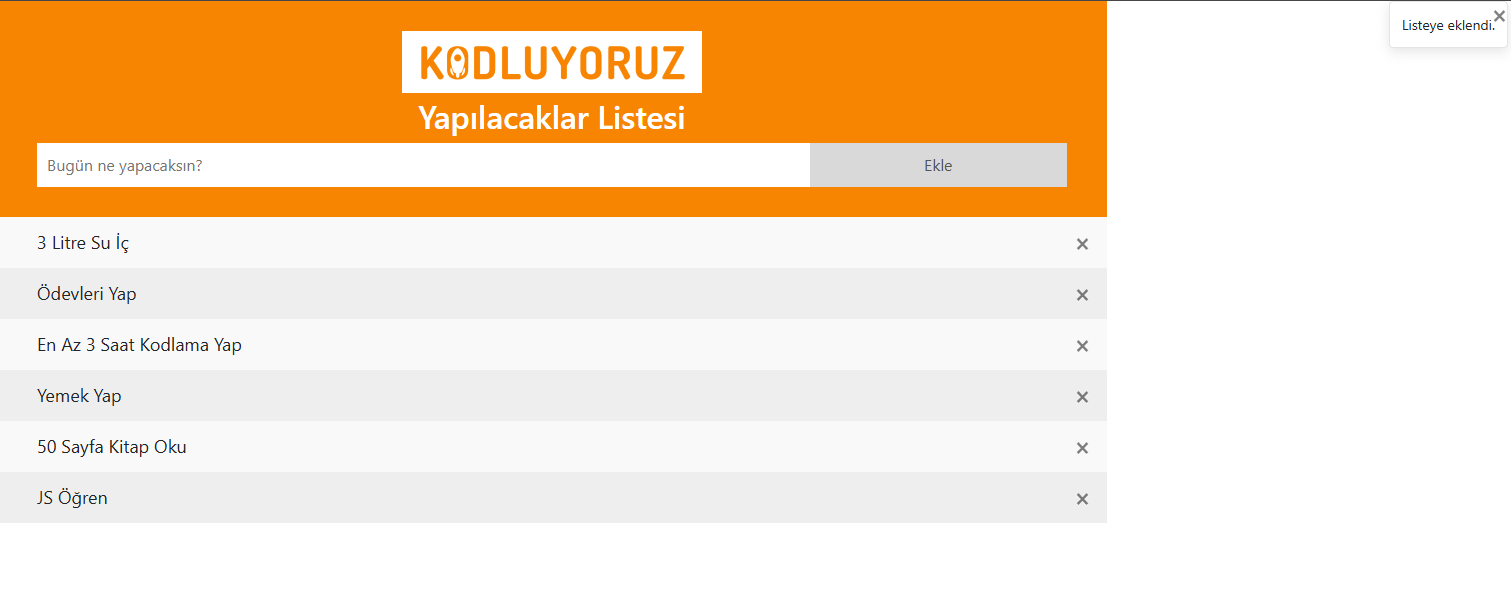 KODLUYORUZ
Listeye eklendi. ×
Yapılacaklar Listesi
Bugün ne yapacaksın? Ekle
3 Litre Su İç ×
Ödevleri Yap ×
En Az 3 Saat Kodlama Yap ×
Yemek Yap ×
50 Sayfa Kitap Oku ×
JS Öğren ×